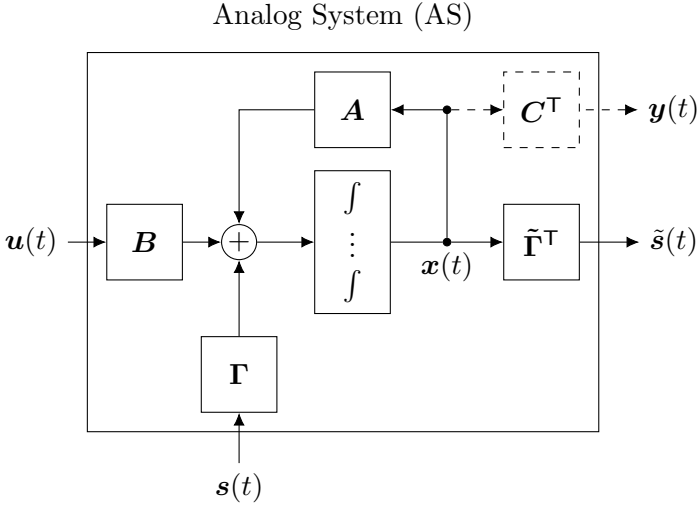 Analog System (AS)
A
C^T
y(t)
u(t)
B
+
∫
⋮
∫
x(t)
Γ̃^T
s̃(t)
Γ
s(t)